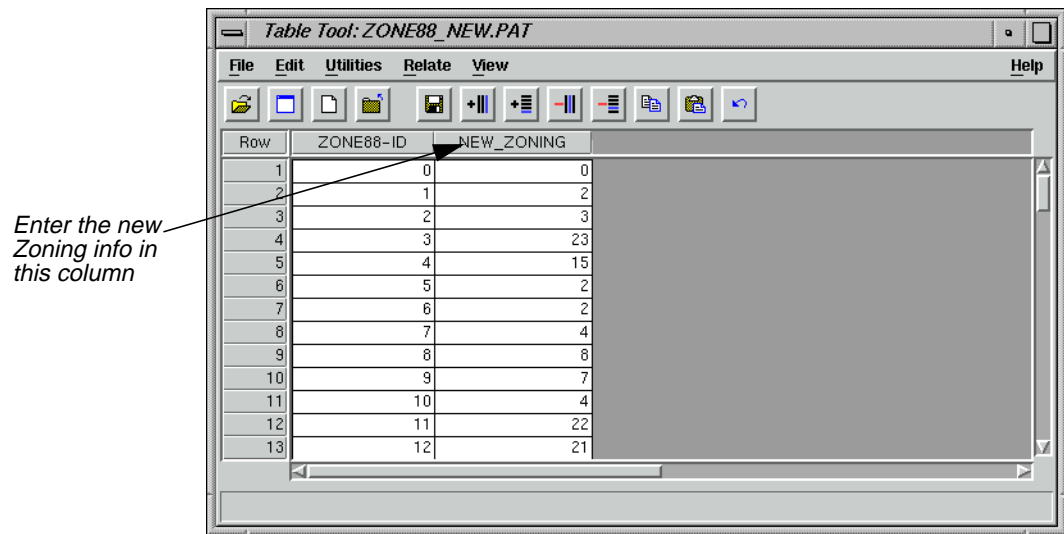 Table Tool: ZONE88_NEW.PAT
File Edit Utilities Relate View Help
Row ZONE88-ID NEW_ZONING
1 0 0
2 1 2
3 2 3
4 3 23
5 4 15
6 5 2
7 6 2
8 7 4
9 8 8
10 9 7
11 10 4
12 11 22
13 12 21
Enter the new
Zoning info in
this column